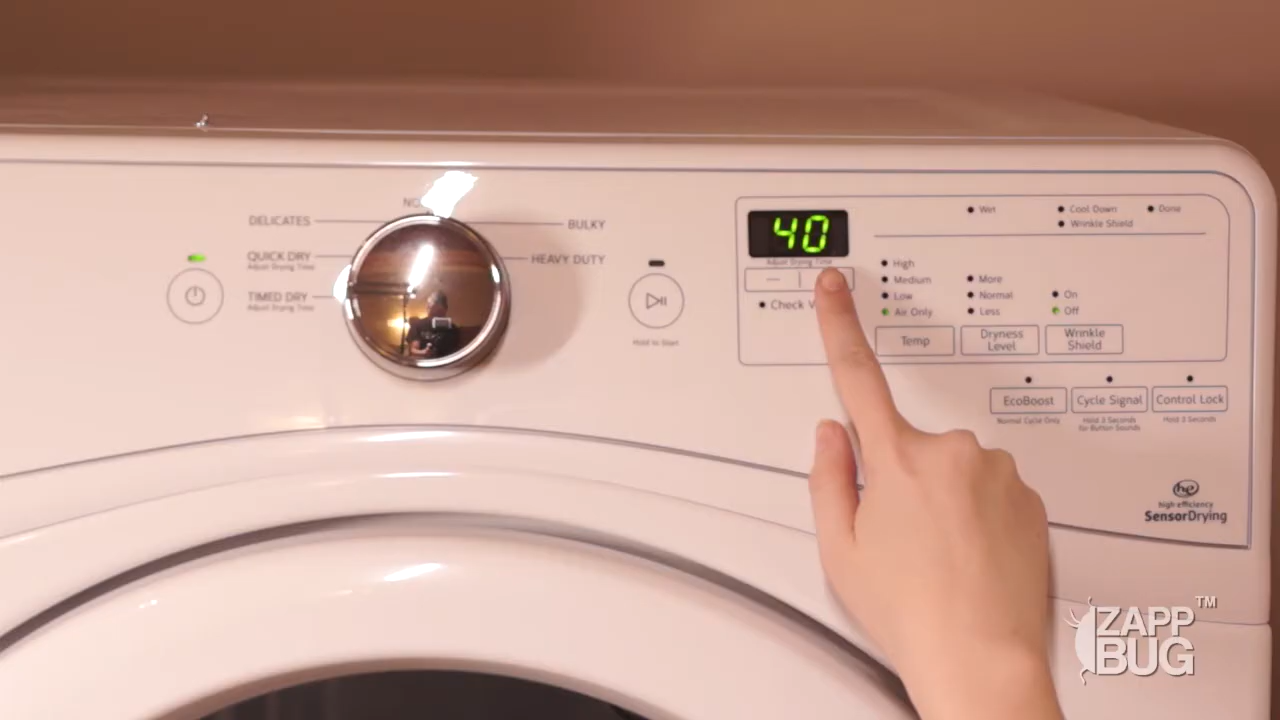 NO
DELICATES
BULKY
QUICK DRY
Adjust Drying Time
HEAVY DUTY
TIMED DRY
Adjust Drying Time
Hold to Start
40
Adjust Drying Time
Check
Wet
Cool Down
Done
Wrinkle Shield
High
Medium
More
Low
Normal
On
Air Only
Less
Off
Temp
Dryness
Level
Wrinkle
Shield
EcoBoost
Cycle Signal
Control Lock
Normal Cycle Only
Hold 3 Seconds
for Button Sounds
Hold 3 Seconds
he
high efficiency
SensorDrying
ZAPP
BUG™